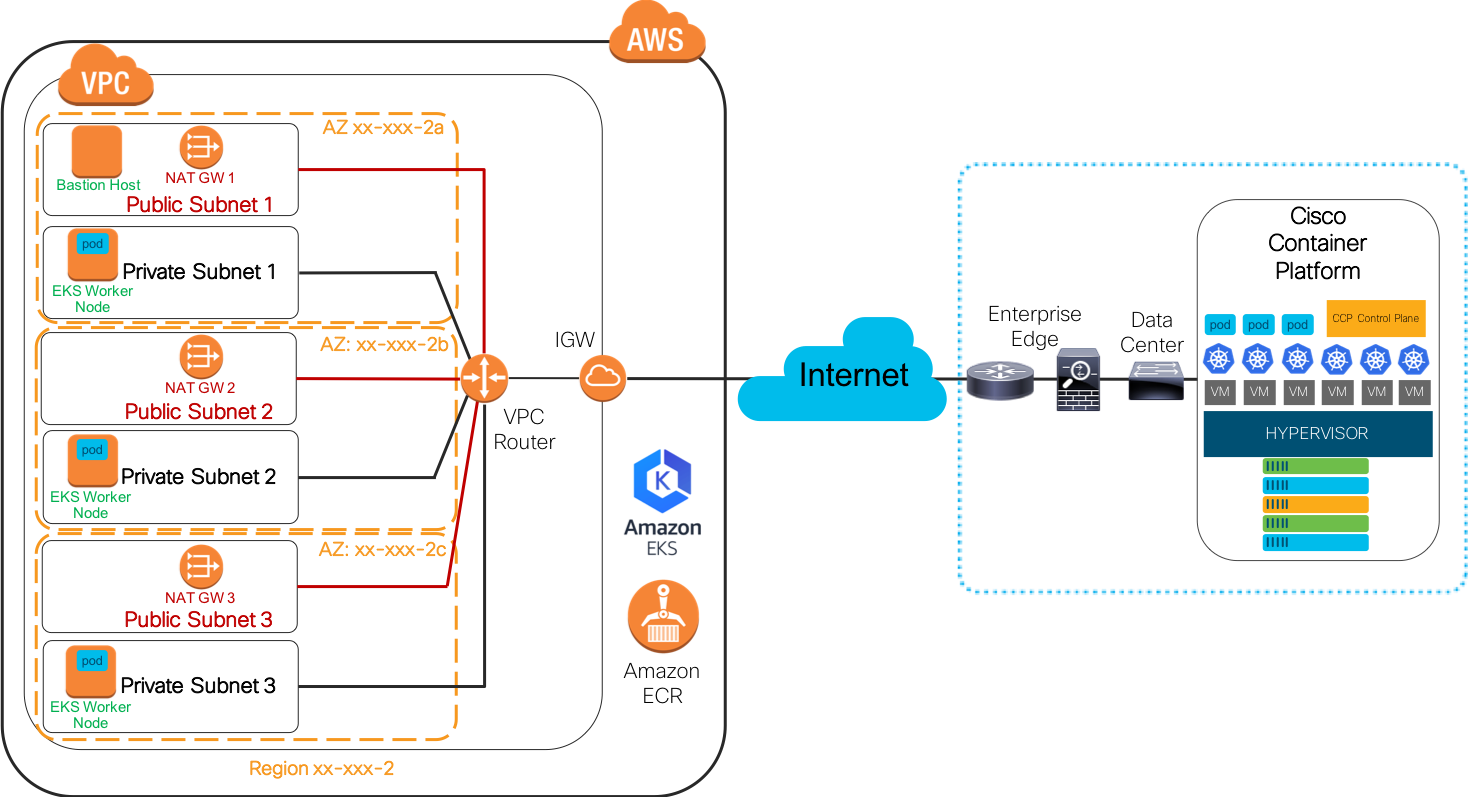 AWS
VPC
AZ xx-xxx-2a
Bastion Host
NAT GW 1
Public Subnet 1
pod
Private Subnet 1
EKS Worker
Node
AZ: xx-xxx-2b
NAT GW 2
Public Subnet 2
pod
Private Subnet 2
EKS Worker
Node
AZ: xx-xxx-2c
NAT GW 3
Public Subnet 3
pod
Private Subnet 3
EKS Worker
Node
Region xx-xxx-2
VPC
Router
IGW
K
Amazon
EKS
Amazon
ECR
Internet
Enterprise
Edge
Data
Center
Cisco
Container
Platform
pod
pod
pod
CCP Control Plane
VM
VM
VM
VM
VM
VM
HYPERVISOR